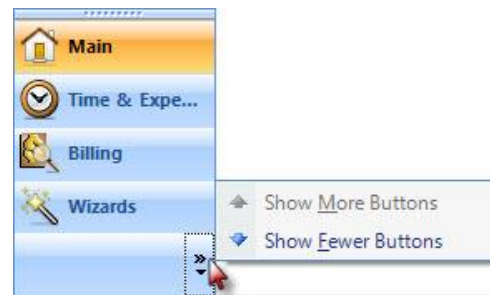 Main
Time & Expe...
Billing
Wizards
Show More Buttons
Show Fewer Buttons